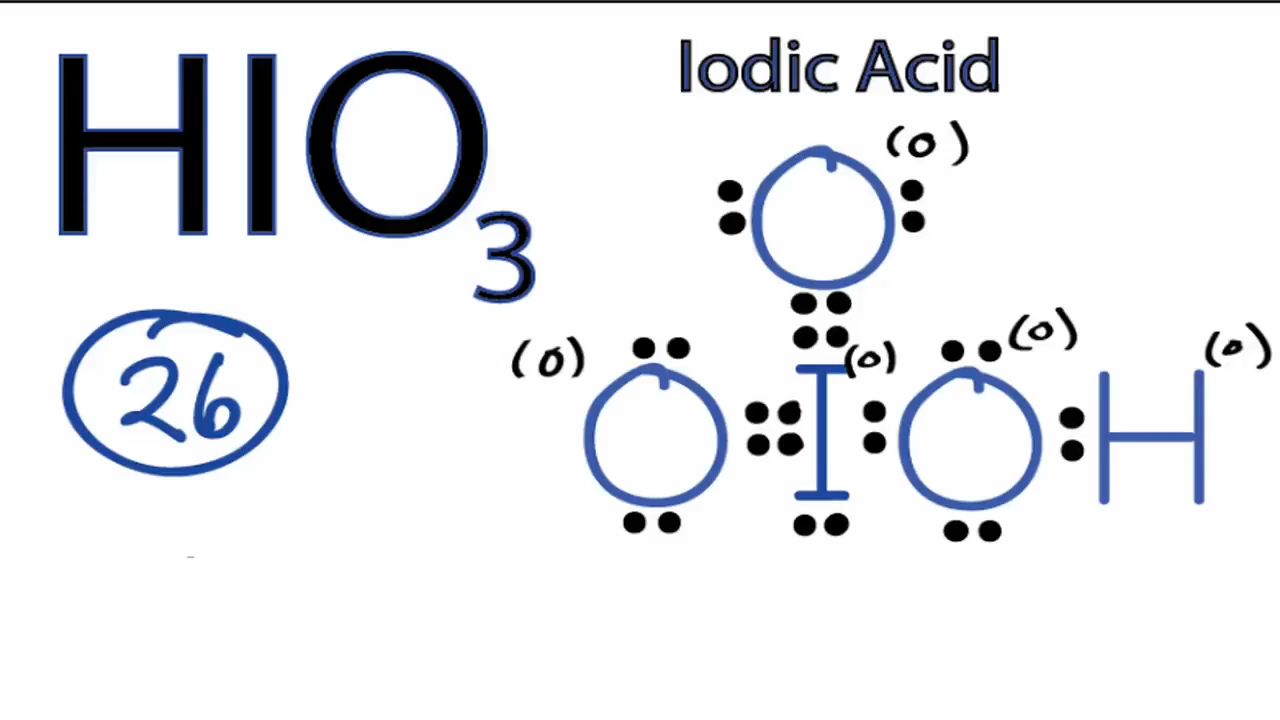 HIO3
Iodic Acid
26
O (0)
(0) O I (0) O (0) H (0)